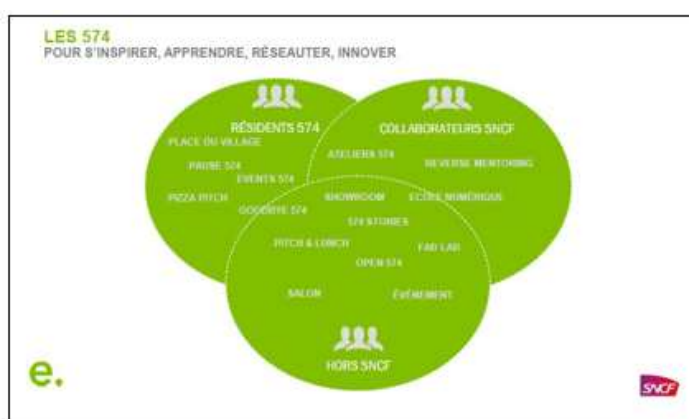 LES 574
POUR S'INSPIRER, APPRENDRE, RÉSEAUTER, INNOVER
RÉSIDENTS 574
COLLABORATEURS SNCF
PLACE DU VILLAGE
ATELIERS 574
PAUSE 574
REVERSE MENTORING
EVENTS 574
PIZZA PITCH
SHOWROOM
ECOLE NUMÉRIQUE
GOODBYE 574
574 STORIES
PITCH & LUNCH
FAB LAB
OPEN 574
SALON
ÉVÉNEMENT
HORS SNCF
e.
SNCF